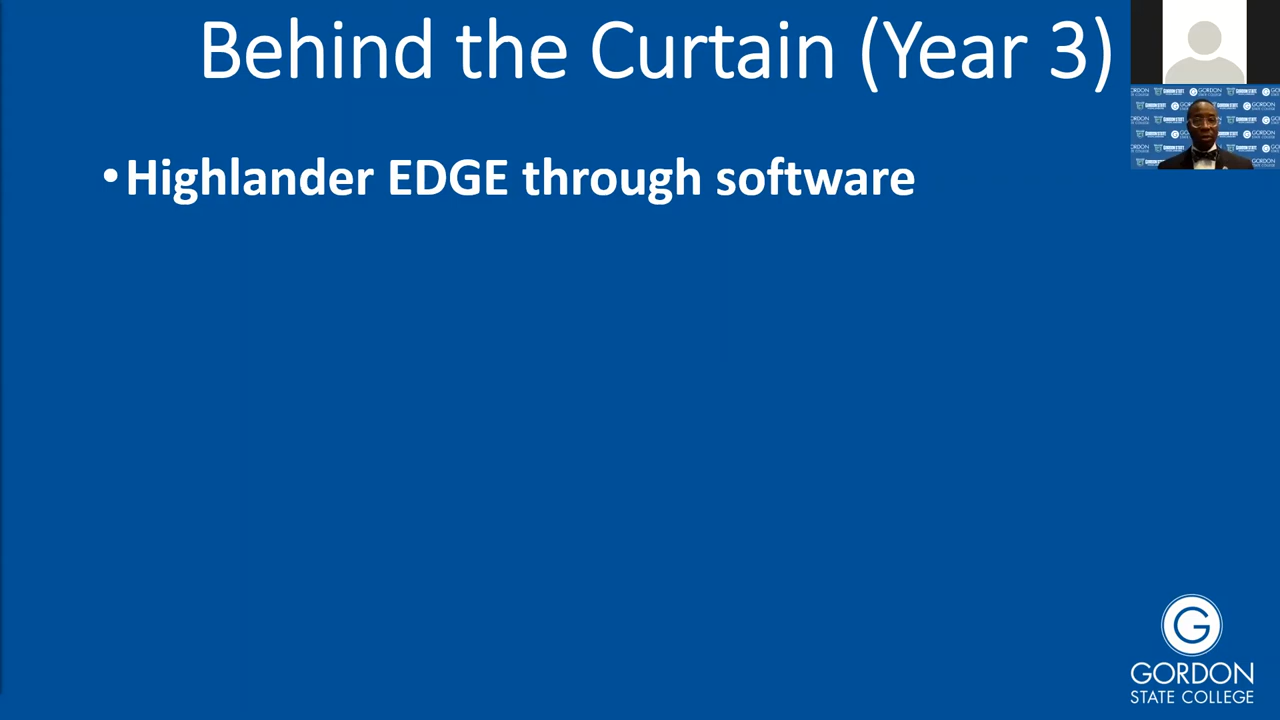 Behind the Curtain (Year 3)
•Highlander EDGE through software
G
GORDON
STATE COLLEGE